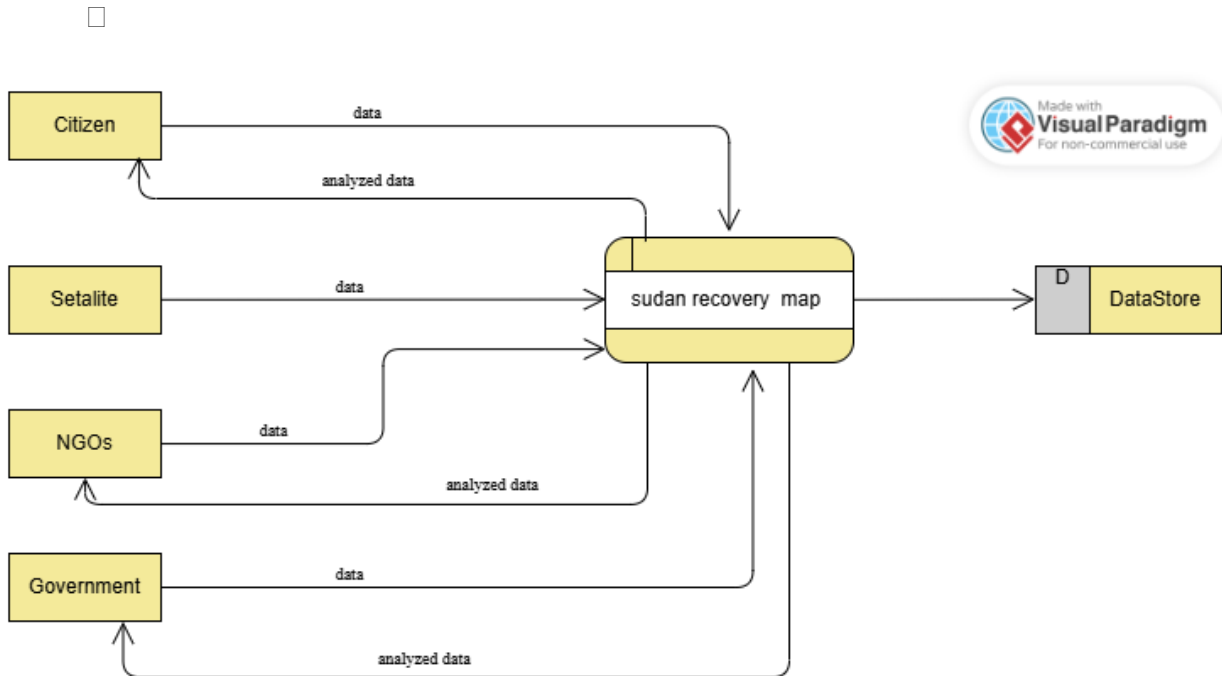 Citizen
data
Made with
Visual Paradigm
For non-commercial use
analyzed data
Setalite
data
sudan recovery map
D
DataStore
NGOs
data
analyzed data
Government
data
analyzed data